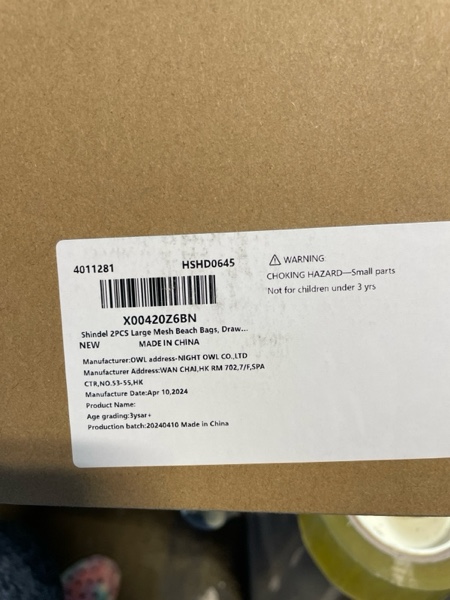 4011281 HSHD0645
X00420Z6BN
Shindel 2PCS Large Mesh Beach Bags, Draw...
NEW MADE IN CHINA
Manufacturer:OWL address-NIGHT OWL CO.,LTD
Manufacturer Address:WAN CHAI,HK RM 702,7/F,SPA
CTR,NO.53-55,HK
Manufacture Date:Apr 10,2024
Product Name:
Age grading:3ysar+
Production batch:20240410 Made in China
⚠ WARNING
CHOKING HAZARD—Small parts
Not for children under 3 yrs